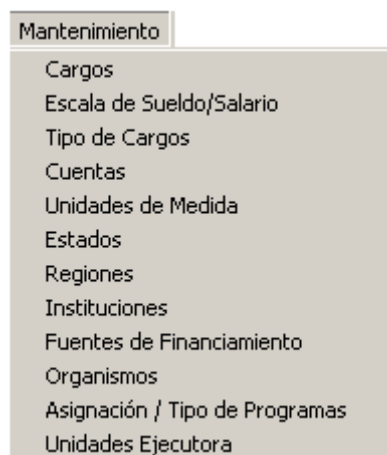 Mantenimiento
Cargos
Escala de Sueldo/Salario
Tipo de Cargos
Cuentas
Unidades de Medida
Estados
Regiones
Instituciones
Fuentes de Financiamiento
Organismos
Asignación / Tipo de Programas
Unidades Ejecutora